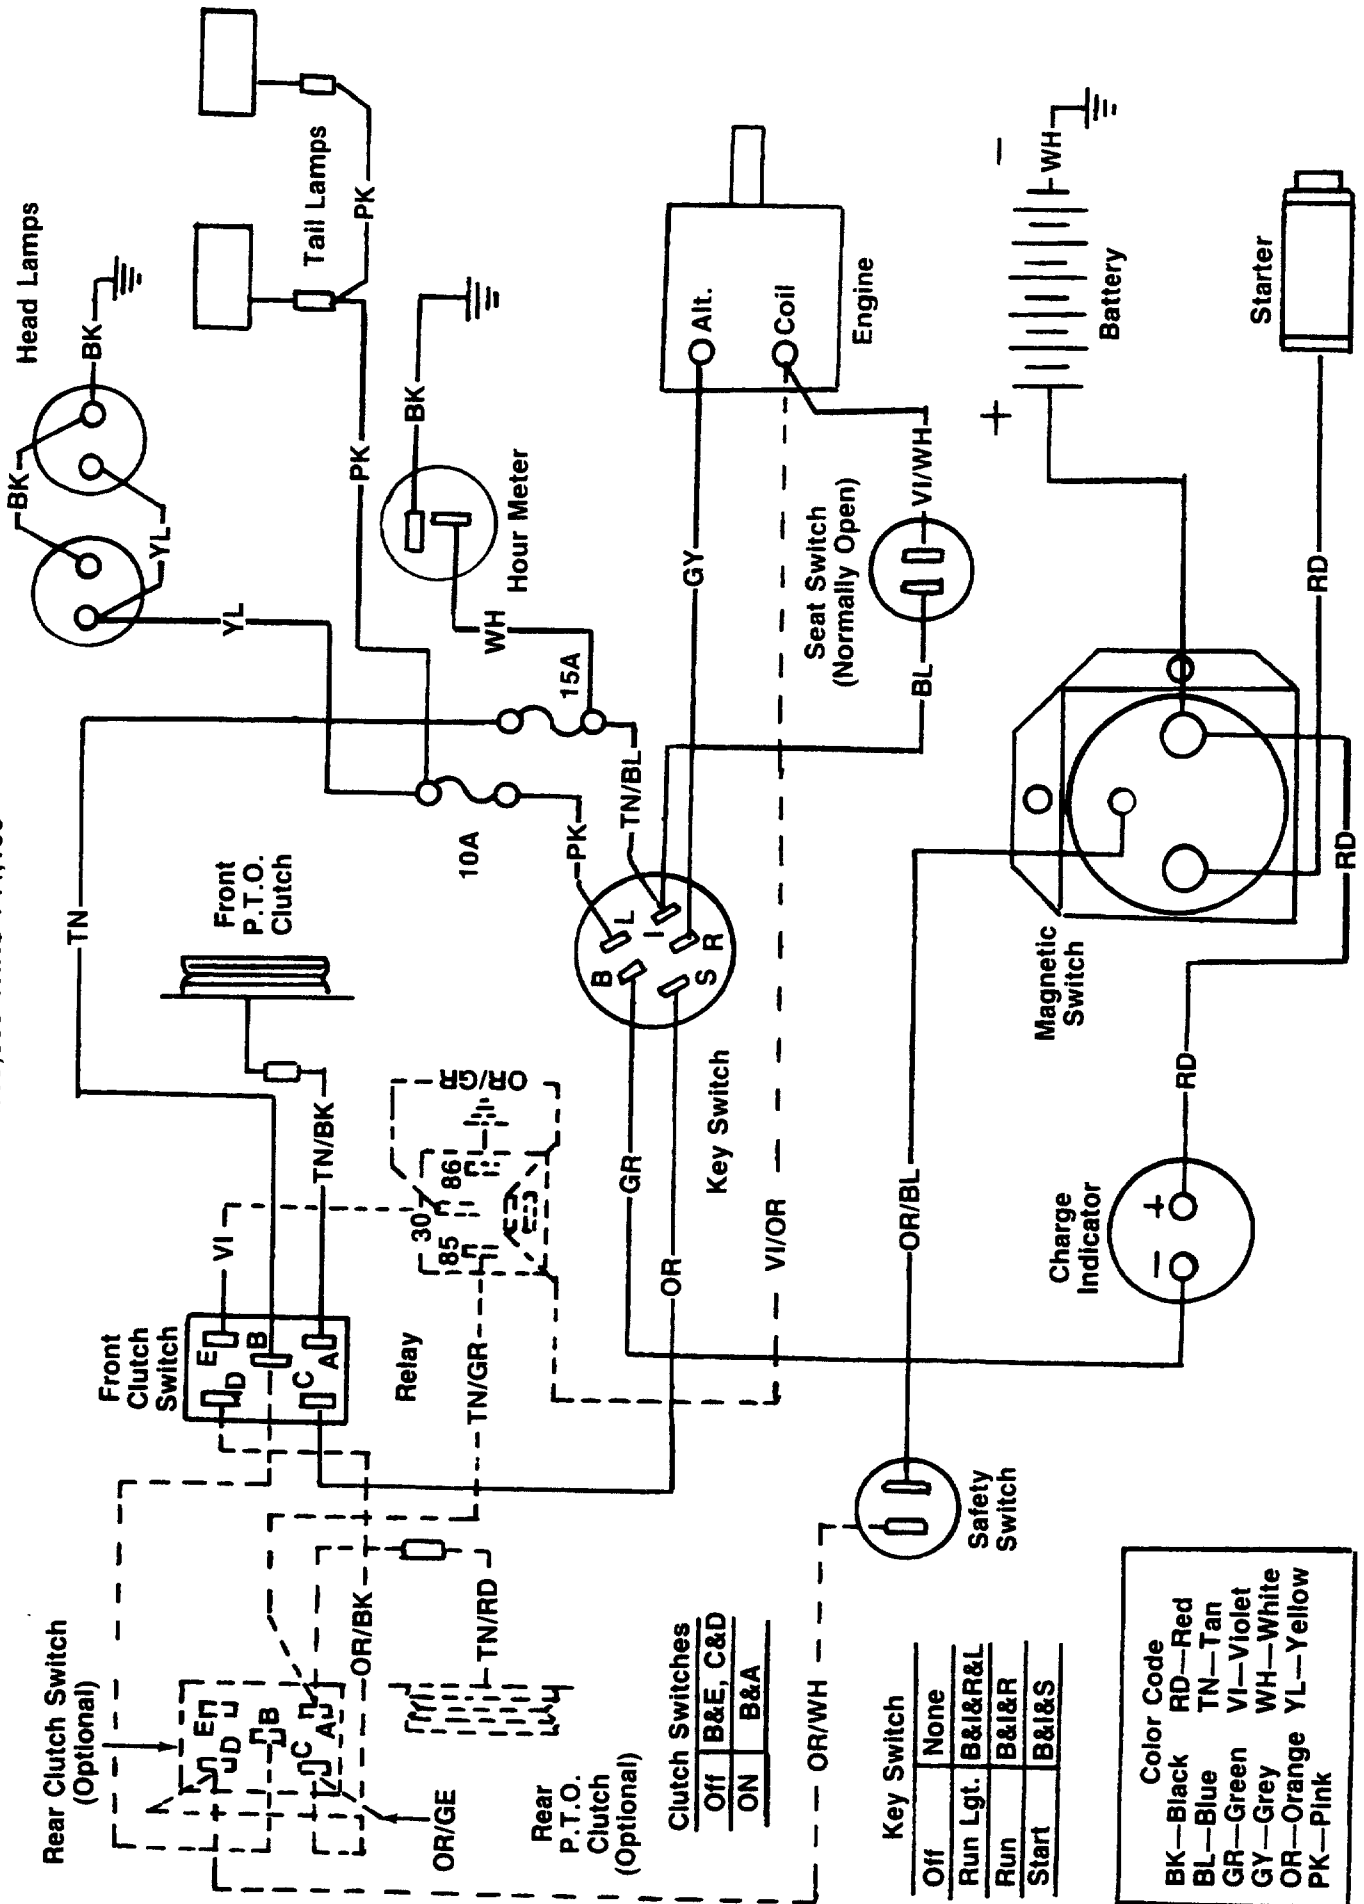 Head Lamps
BK
BK
YL
YL
Tail Lamps
PK
PK
BK
Hour Meter
WH
15A
10A
TN
Front
P.T.O.
Clutch
TN/BK
PK
TN/BL
Alt.
Coil
Engine
GY
VI/WH
Seat Switch
(Normally Open)
BL
B
L
I
R
S
Key Switch
Front
Clutch
Switch
E
D
B
C
A
VI
OR/GR
86
30
85
Relay
TN/GR
GR
OR
VI/OR
WH
−
+
Battery
Starter
RD
RD
Magnetic
Switch
RD
OR/BL
Charge
Indicator
−
+
Safety
Switch
Rear Clutch Switch
(Optional)
E
D
B
C
A
OR/BK
TN/RD
OR/GE
Rear
P.T.O.
Clutch
(Optional)
OR/WH
Clutch Switches
Off B&E, C&D
ON B&A
Key Switch
Off None
Run Lgt. B&I&R&L
Run B&I&R
Start B&I&S
Color Code
BK—Black RD—Red
BL—Blue TN—Tan
GR—Green VI—Violet
GY—Grey WH—White
OR—Orange YL—Yellow
PK—Pink